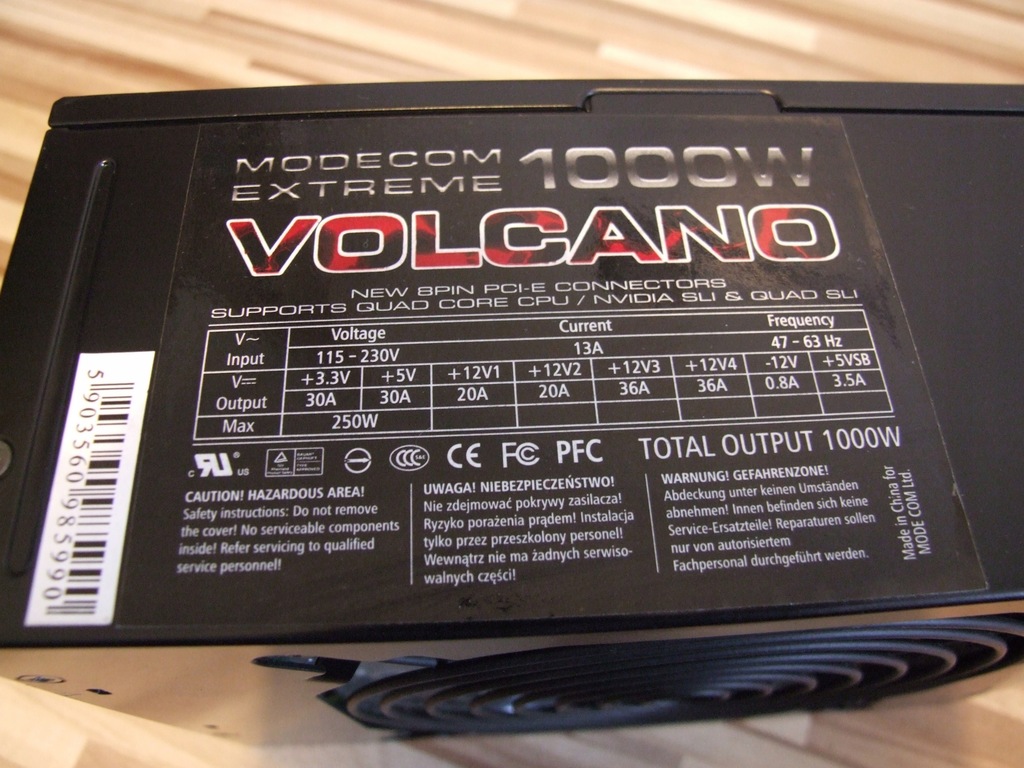 MODECOM
EXTREME 1000W
VOLCANO
NEW 8PIN PCI-E CONNECTORS
SUPPORTS QUAD CORE CPU / NVIDIA SLI & QUAD SLI
V~ Input Voltage Current Frequency
115 - 230V 13A 47 - 63 Hz
V⎓ Output +3.3V +5V +12V1 +12V2 +12V3 +12V4 -12V +5VSB
30A 30A 20A 20A 36A 36A 0.8A 3.5A
Max 250W
c RU ® US CCC S&E CE FC PFC TOTAL OUTPUT 1000W
CAUTION! HAZARDOUS AREA!
Safety instructions: Do not remove
the cover! No serviceable components
inside! Refer servicing to qualified
service personnel!
UWAGA! NIEBEZPIECZEŃSTWO!
Nie zdejmować pokrywy zasilacza!
Ryzyko porażenia prądem! Instalacja
tylko przez przeszkolony personel!
Wewnątrz nie ma żadnych serwiso-
walnych części!
WARNUNG! GEFAHRENZONE!
Abdeckung unter keinen Umständen
abnehmen! Innen befinden sich keine
Service-Ersatzteile! Reparaturen sollen
nur von autorisiertem
Fachpersonal durchgeführt werden.
Made in China for
MODE COM Ltd.
5 903560 985990